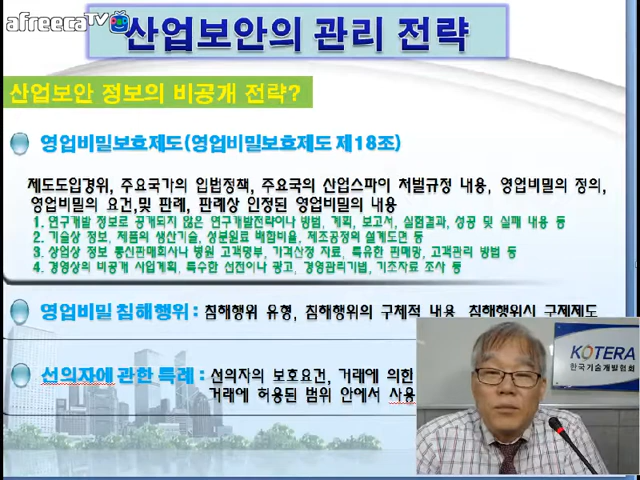 afreecaTV
산업보안의 관리 전략
산업보안 정보의 비공개 전략?
영업비밀보호제도(영업비밀보호제도 제18조)
제도도입경위, 주요국가의 입법정책, 주요국의 산업스파이 처벌규정 내용, 영업비밀의 정의,
영업비밀의 요건,및 판례, 판례상 인정된 영업비밀의 내용
1. 연구개발 정보로 공개되지 않은 연구개발전략이나 방법, 계획, 보고서, 실험결과, 성공 및 실패 내용 등
2. 기술상 정보, 제품의 생산기술, 성분원료 배합비율, 제조공정의 설계도면 등
3. 상업상 정보 통신판매회사나 병원 고객명부, 가격산정 자료, 특유한 판매망, 고객관리 방법 등
4. 경영상의 비공개 사업계획, 특수한 선전이나 광고, 경영관리기법, 기초자료 조사 등
영업비밀 침해행위 : 침해행위 유형, 침해행위의 구체적 내용 침해행위시 구제제도
선의자에 관한 특례 : 선의자의 보호요건, 거래에 의한
거래에 허용된 범위 안에서 사용
KOTERA
한국기술개발협회